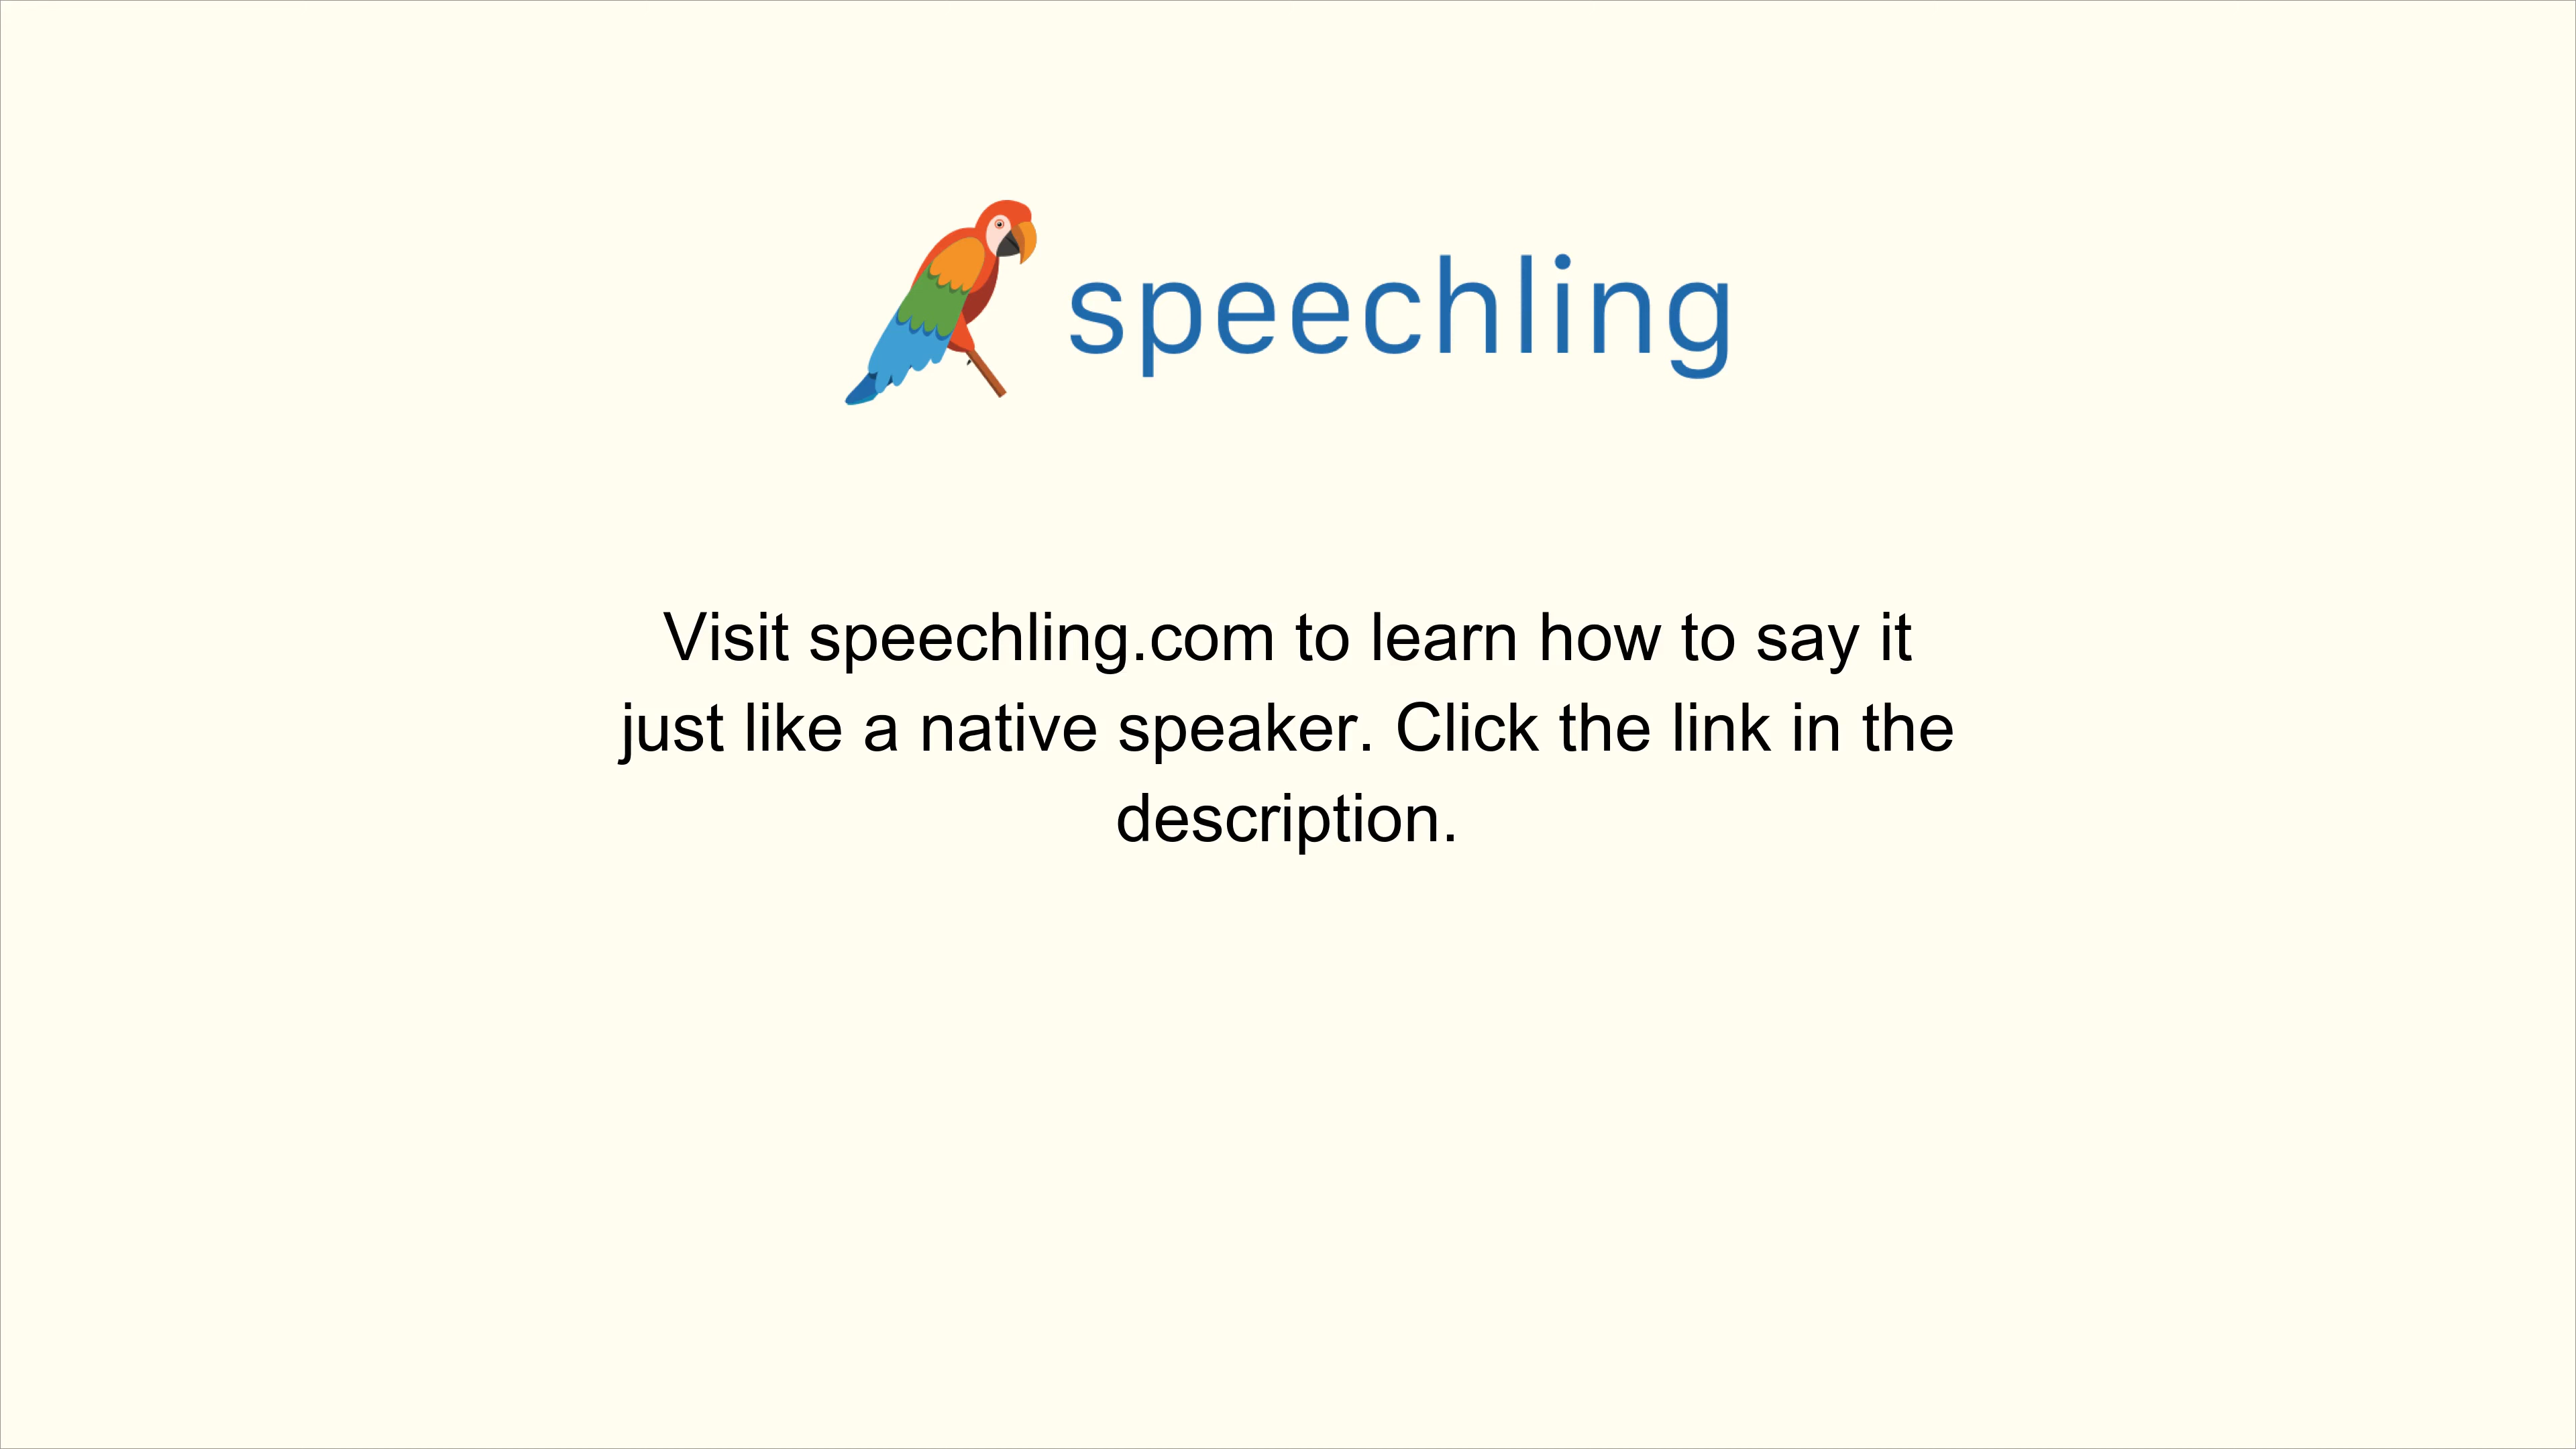 speechling
Visit speechling.com to learn how to say it
just like a native speaker. Click the link in the
description.